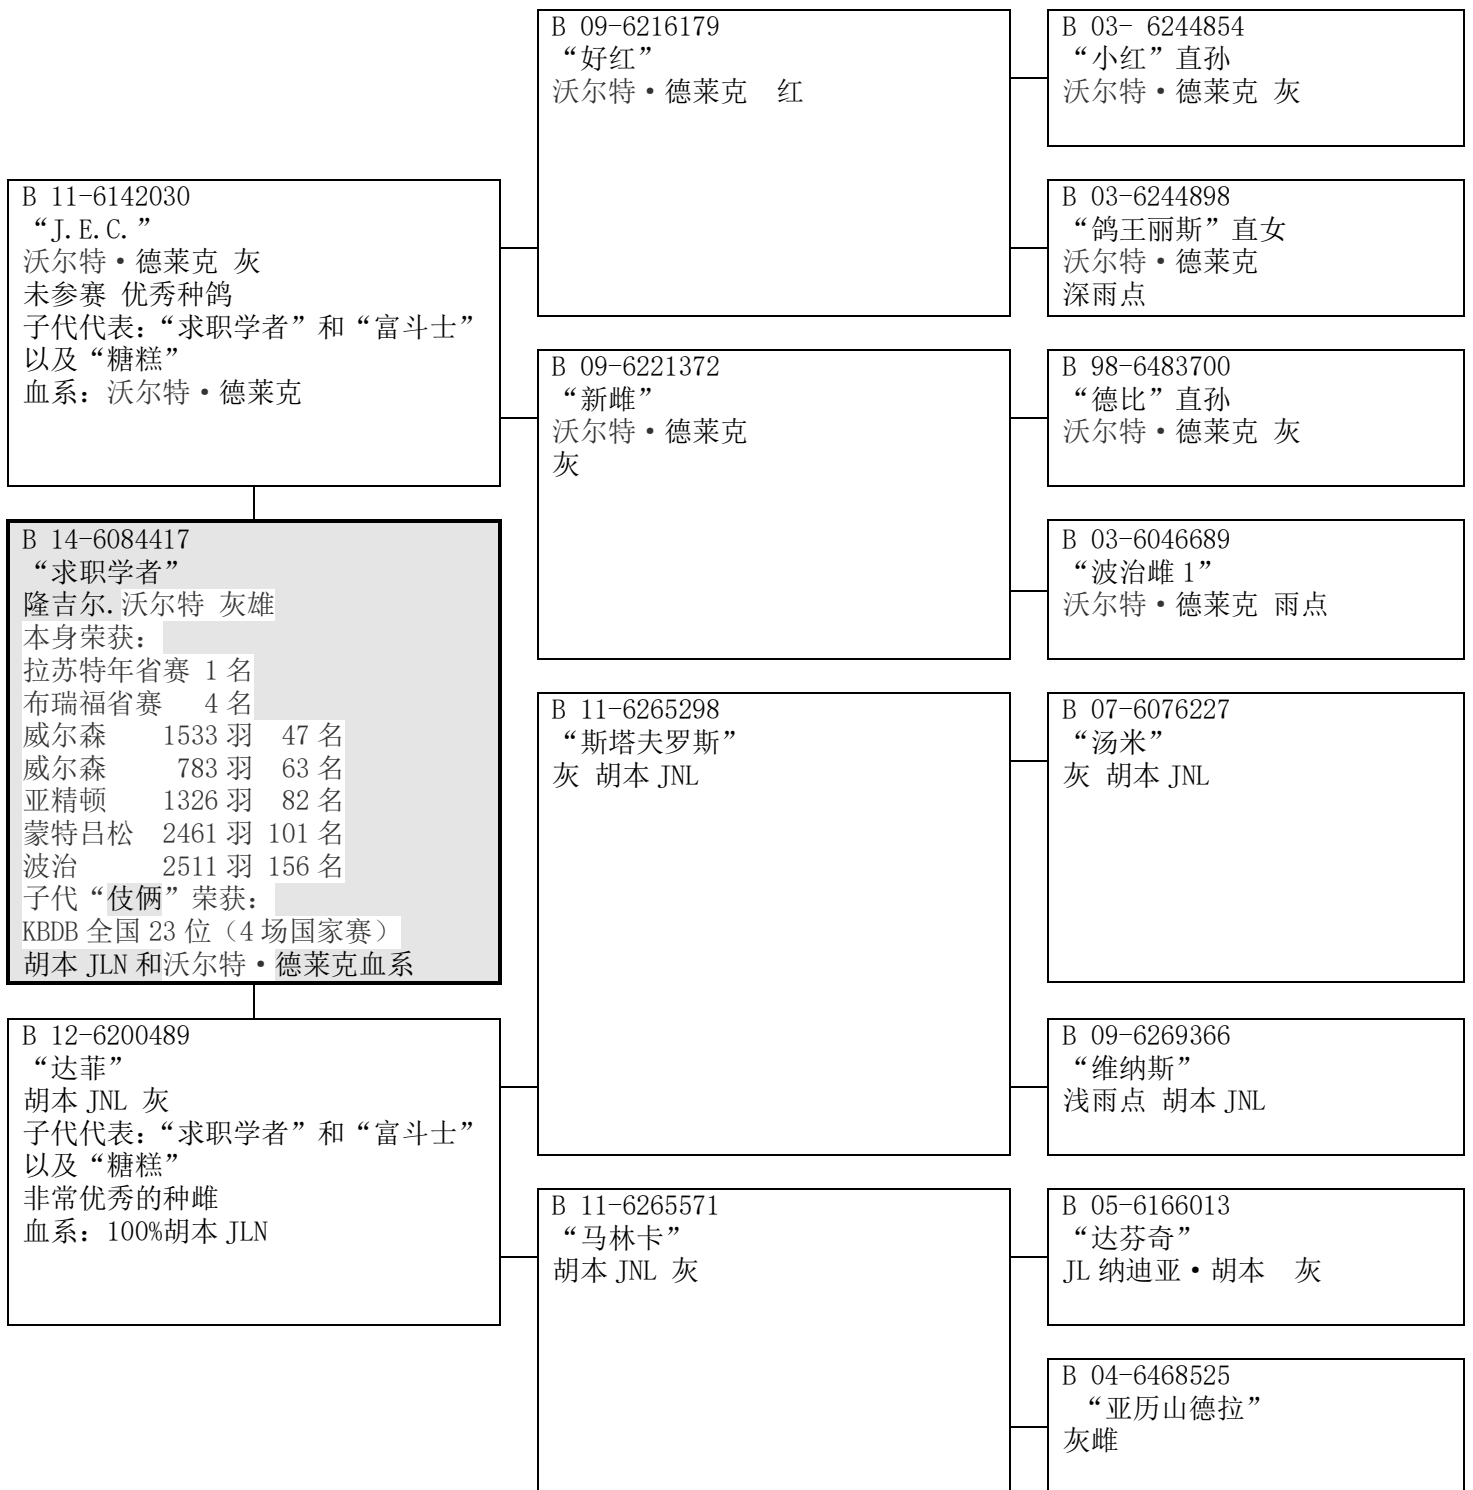 B 11-6142030
“J.E.C.”
沃尔特·德莱克 灰
未参赛 优秀种鸽
子代代表：“求职学者”和“富斗士”
以及“糖糕”
血系：沃尔特·德莱克
B 14-6084417
“求职学者”
隆吉尔.沃尔特 灰雄
本身荣获：
拉苏特年省赛 1 名
布瑞福省赛 4 名
威尔森 1533 羽 47 名
威尔森 783 羽 63 名
亚精顿 1326 羽 82 名
蒙特吕松 2461 羽 101 名
波治 2511 羽 156 名
子代“伎俩”荣获：
KBDB 全国 23 位（4 场国家赛）
胡本 JLN 和沃尔特·德莱克血系
B 12-6200489
“达菲”
胡本 JNL 灰
子代代表：“求职学者”和“富斗士”
以及“糖糕”
非常优秀的种雌
血系：100%胡本 JLN
B 09-6216179
“好红”
沃尔特·德莱克 红
B 09-6221372
“新雌”
沃尔特·德莱克
灰
B 11-6265298
“斯塔夫罗斯”
灰 胡本 JNL
B 11-6265571
“马林卡”
胡本 JNL 灰
B 03- 6244854
“小红”直孙
沃尔特·德莱克 灰
B 03-6244898
“鸽王丽斯”直女
沃尔特·德莱克
深雨点
B 98-6483700
“德比”直孙
沃尔特·德莱克 灰
B 03-6046689
“波治雌 1”
沃尔特·德莱克 雨点
B 07-6076227
“汤米”
灰 胡本 JNL
B 09-6269366
“维纳斯”
浅雨点 胡本 JNL
B 05-6166013
“达芬奇”
JL 纳迪亚·胡本 灰
B 04-6468525
“亚历山德拉”
灰雌